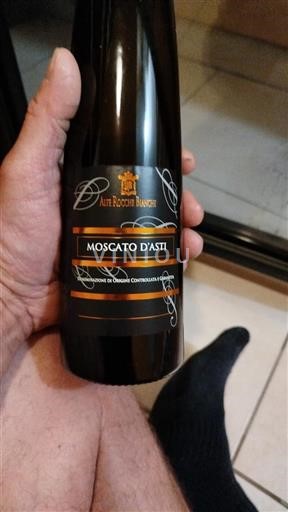 Alte Rocche Bianche
MOSCATO D'ASTI
Viniou
Denominazione di Origine Controllata e Garantita